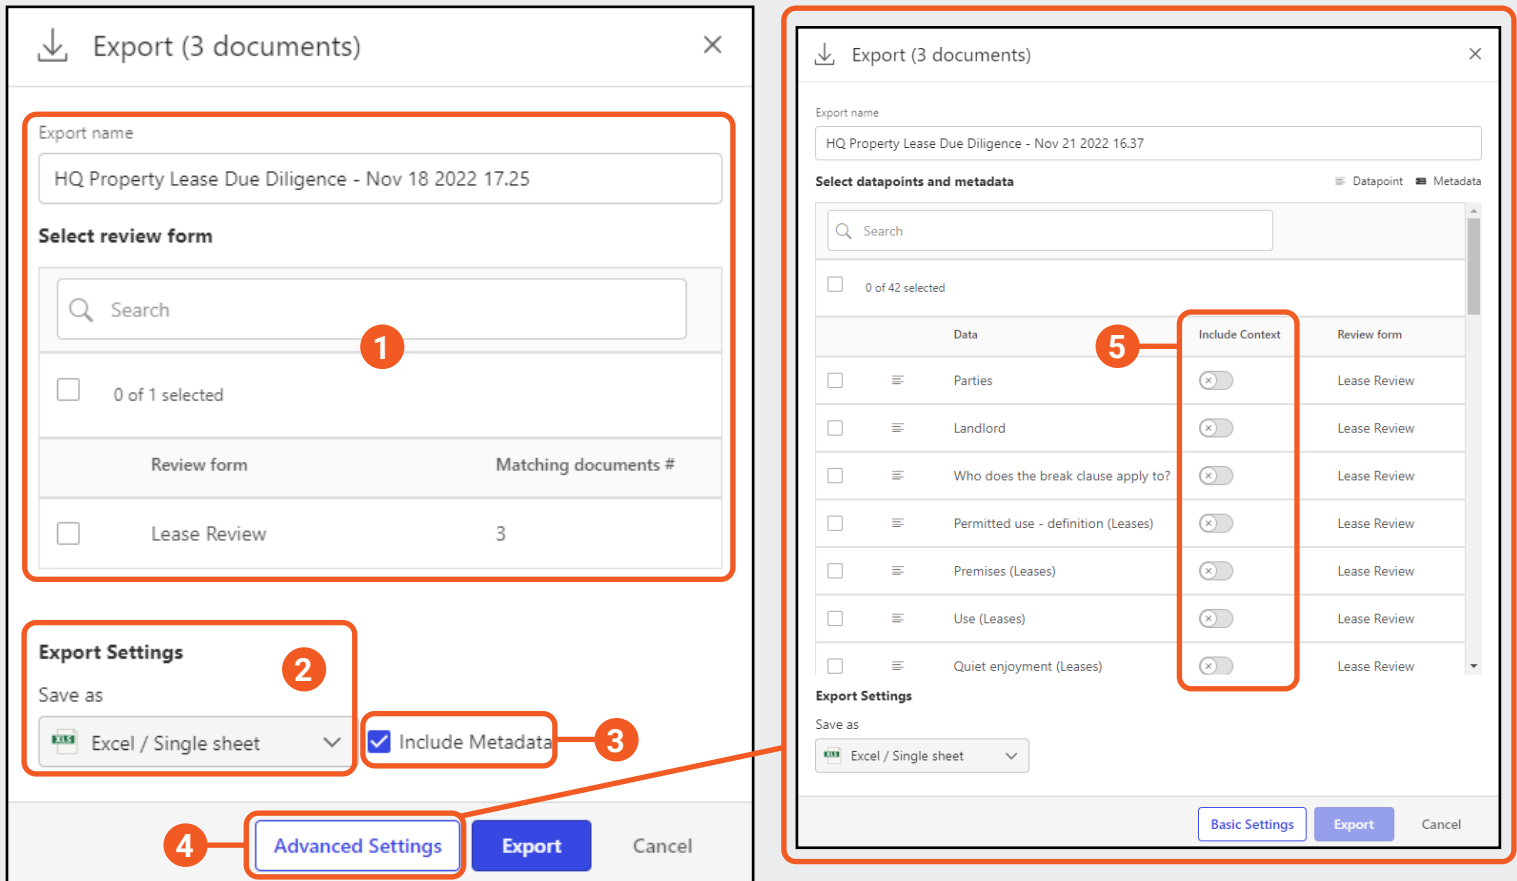 Export (3 documents)
Export name
HQ Property Lease Due Diligence - Nov 18 2022 17.25
Select review form
Search
1
0 of 1 selected
Review form Matching documents #
Lease Review 3
Export Settings
2
Save as
XLS Excel / Single sheet
Include Metadata
3
4
Advanced Settings Export Cancel
Export (3 documents)
Export name
HQ Property Lease Due Diligence - Nov 21 2022 16.37
Select datapoints and metadata Datapoint Metadata
Search
0 of 42 selected
5
Data Include Context Review form
Parties Lease Review
Landlord Lease Review
Who does the break clause apply to? Lease Review
Permitted use - definition (Leases) Lease Review
Premises (Leases) Lease Review
Use (Leases) Lease Review
Quiet enjoyment (Leases) Lease Review
Export Settings
Save as
XLS Excel / Single sheet
Basic Settings Export Cancel